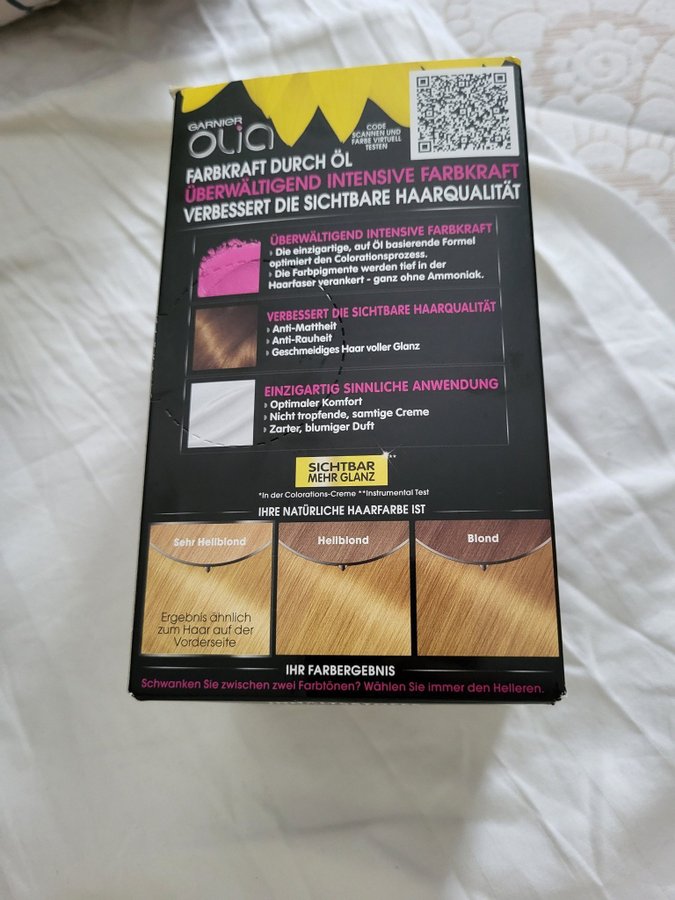 GARNIER
OLIA
CODE
SCANNEN UND
FARBE VIRTUELL
TESTEN
FARBKRAFT DURCH ÖL
ÜBERWÄLTIGEND INTENSIVE FARBKRAFT
VERBESSERT DIE SICHTBARE HAARQUALITÄT
ÜBERWÄLTIGEND INTENSIVE FARBKRAFT
Die einzigartige, auf Öl basierende Formel
optimiert den Colorationsprozess.
Die Farbpigmente werden tief in der
Haarfaser verankert - ganz ohne Ammoniak.
VERBESSERT DIE SICHTBARE HAARQUALITÄT
Anti-Mattheit
Anti-Rauheit
Geschmeidiges Haar voller Glanz
EINZIGARTIG SINNLICHE ANWENDUNG
Optimaler Komfort
Nicht tropfende, samtige Creme
Zarter, blumiger Duft
SICHTBAR
MEHR GLANZ**
*In der Colorations-Creme **Instrumental Test
IHRE NATÜRLICHE HAARFARBE IST
Sehr Hellblond
Hellblond
Blond
Ergebnis ähnlich
zum Haar auf der
Vorderseite
IHR FARBERGEBNIS
Schwanken Sie zwischen zwei Farbtönen? Wählen Sie immer den Helleren.